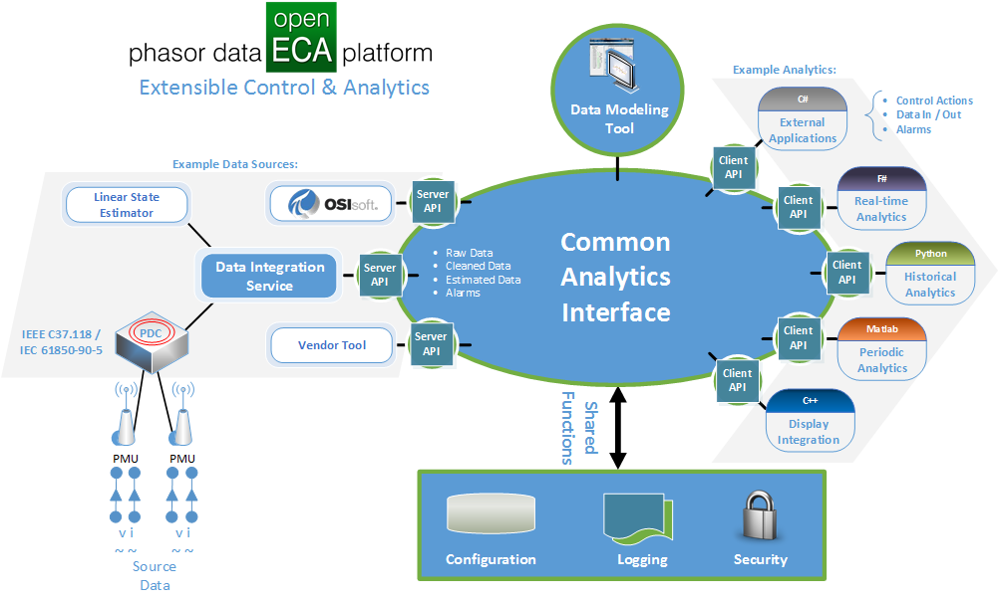 open
phasor data ECA platform
Extensible Control & Analytics
Data Modeling
Tool
Example Analytics:
C#
External
Applications
• Control Actions
• Data In / Out
• Alarms
Client
API
F#
Real-time
Analytics
Client
API
Python
Historical
Analytics
Client
API
Matlab
Periodic
Analytics
Client
API
C++
Display
Integration
Client
API
Example Data Sources:
Linear State
Estimator
OSIsoft.
Server
API
Data Integration
Service
Server
API
Vendor Tool
Server
API
• Raw Data
• Cleaned Data
• Estimated Data
• Alarms
Common
Analytics
Interface
IEEE C37.118 /
IEC 61850-90-5
PDC
PMU
PMU
v i
v i
~ ~
~ ~
Source
Data
Shared
Functions
Configuration
Logging
Security